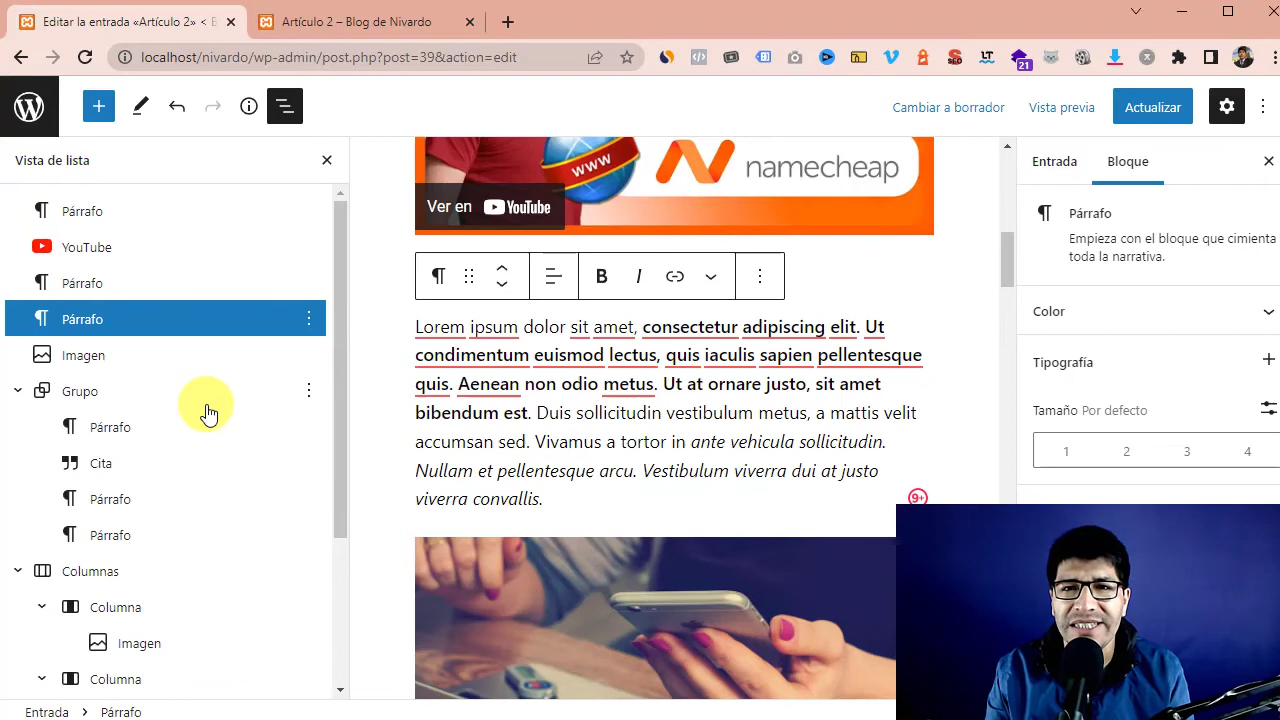 Editar la entrada «Artículo 2» < B
Artículo 2 – Blog de Nivardo
localhost/nivardo/wp-admin/post.php?post=39&action=edit
21
Cambiar a borrador
Vista previa
Actualizar
Vista de lista
Párrafo
YouTube
Párrafo
Párrafo
Imagen
Grupo
Párrafo
Cita
Párrafo
Párrafo
Columnas
Columna
Imagen
Columna
Entrada > Párrafo
www
namecheap
Ver en YouTube
B I
Lorem ipsum dolor sit amet, consectetur adipiscing elit. Ut
condimentum euismod lectus, quis iaculis sapien pellentesque
quis. Aenean non odio metus. Ut at ornare justo, sit amet
bibendum est. Duis sollicitudin vestibulum metus, a mattis velit
accumsan sed. Vivamus a tortor in ante vehicula sollicitudin.
Nullam et pellentesque arcu. Vestibulum viverra dui at justo
viverra convallis.
9+
Entrada
Bloque
Párrafo
Empieza con el bloque que cimienta
toda la narrativa.
Color
Tipografía
Tamaño Por defecto
1 2 3 4